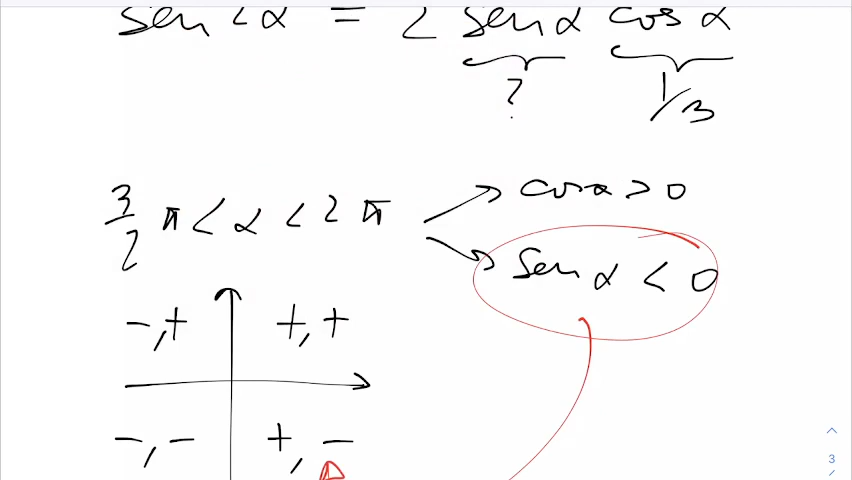 sen 2α = 2 sen α cos α
? 1/3
3/2 π < α < 2π
cos α > 0
sen α < 0
-,+ +,+
-,- +,-
3